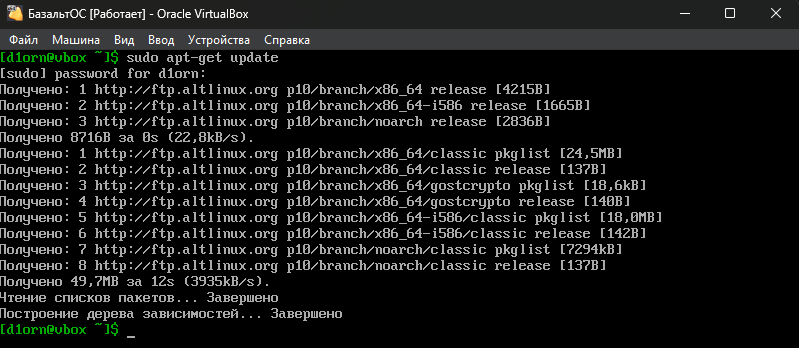 БазальтОС [Работает] - Oracle VirtualBox
Файл Машина Вид Ввод Устройства Справка
[d1orn@vbox ~]$ sudo apt-get update
[sudo] password for d1orn:
Получено: 1 http://ftp.altlinux.org p10/branch/x86_64 release [4215B]
Получено: 2 http://ftp.altlinux.org p10/branch/x86_64-i586 release [1665B]
Получено: 3 http://ftp.altlinux.org p10/branch/noarch release [2836B]
Получено 8716B за 0s (22,8kB/s).
Получено: 1 http://ftp.altlinux.org p10/branch/x86_64/classic pkglist [24,5MB]
Получено: 2 http://ftp.altlinux.org p10/branch/x86_64/classic release [137B]
Получено: 3 http://ftp.altlinux.org p10/branch/x86_64/gostcrypto pkglist [18,6kB]
Получено: 4 http://ftp.altlinux.org p10/branch/x86_64/gostcrypto release [140B]
Получено: 5 http://ftp.altlinux.org p10/branch/x86_64-i586/classic pkglist [18,0MB]
Получено: 6 http://ftp.altlinux.org p10/branch/x86_64-i586/classic release [142B]
Получено: 7 http://ftp.altlinux.org p10/branch/noarch/classic pkglist [7294kB]
Получено: 8 http://ftp.altlinux.org p10/branch/noarch/classic release [137B]
Получено 49,7MB за 12s (3935kB/s).
Чтение списков пакетов... Завершено
Построение дерева зависимостей... Завершено
[d1orn@vbox ~]$ _